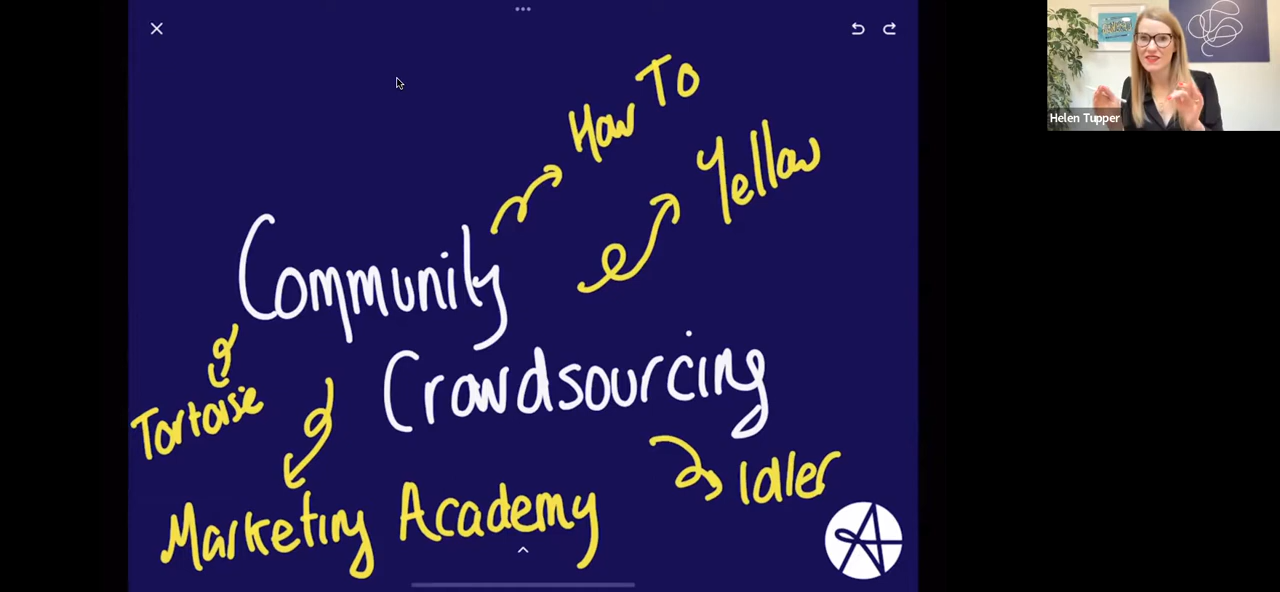 How To
Helen Tupper
Yellow
Community
Crowdsourcing
Tortoise
Idler
Marketing Academy